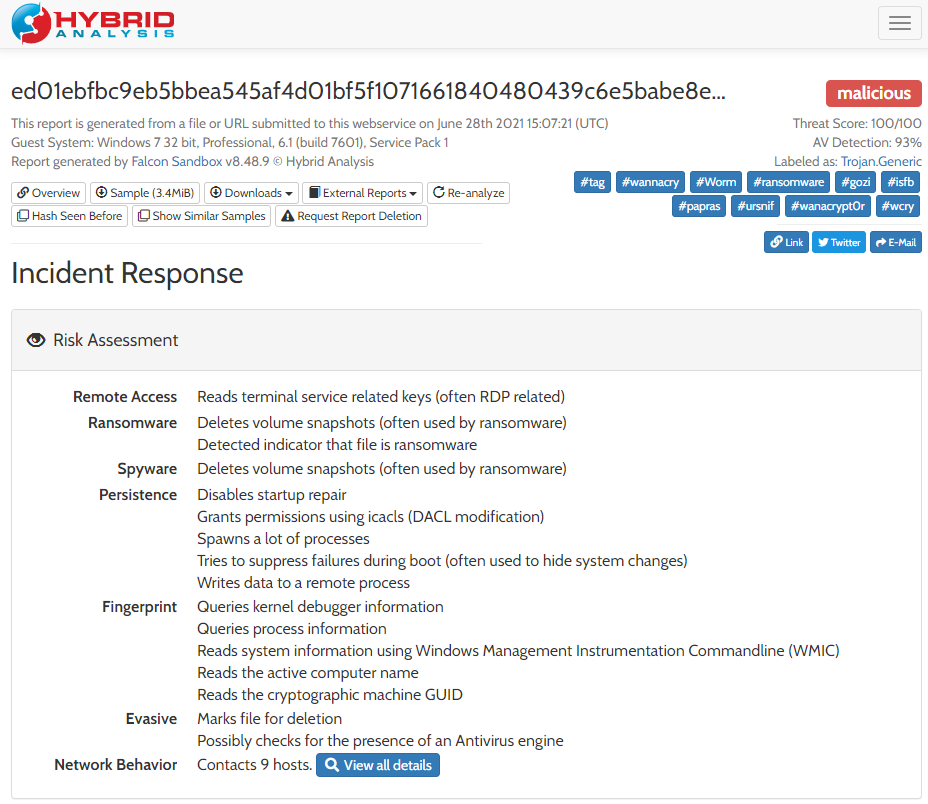 HYBRID
ANALYSIS
ed01ebfbc9eb5bbea545af4d01bf5f1071661840480439c6e5babe8e...
malicious
This report is generated from a file or URL submitted to this webservice on June 28th 2021 15:07:21 (UTC)
Threat Score: 100/100
Guest System: Windows 7 32 bit, Professional, 6.1 (build 7601), Service Pack 1
AV Detection: 93%
Report generated by Falcon Sandbox v8.48.9 © Hybrid Analysis
Labeled as: Trojan.Generic
#tag #wannacry #Worm #ransomware #gozi #isfb
#papras #ursnif #wanacrypt0r #wcry
Overview Sample (3.4MiB) Downloads External Reports Re-analyze
Hash Seen Before Show Similar Samples Request Report Deletion
Link Twitter E-Mail
Incident Response
Risk Assessment
Remote Access Reads terminal service related keys (often RDP related)
Ransomware Deletes volume snapshots (often used by ransomware)
Detected indicator that file is ransomware
Spyware Deletes volume snapshots (often used by ransomware)
Persistence Disables startup repair
Grants permissions using icacls (DACL modification)
Spawns a lot of processes
Tries to suppress failures during boot (often used to hide system changes)
Writes data to a remote process
Fingerprint Queries kernel debugger information
Queries process information
Reads system information using Windows Management Instrumentation Commandline (WMIC)
Reads the active computer name
Reads the cryptographic machine GUID
Evasive Marks file for deletion
Possibly checks for the presence of an Antivirus engine
Network Behavior Contacts 9 hosts. View all details